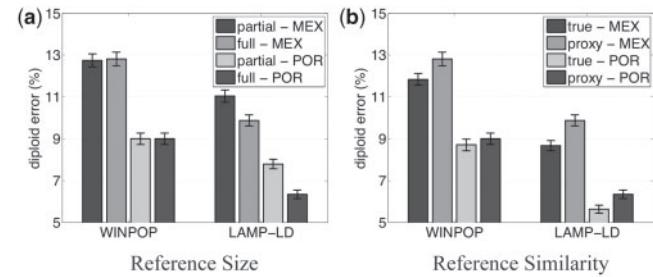 (a)
15
13
11
9
7
5
diploid error (%)
partial – MEX
full – MEX
partial – POR
full – POR
WINPOP LAMP–LD
Reference Size
(b)
15
13
11
9
7
5
diploid error (%)
true – MEX
proxy – MEX
true – POR
proxy – POR
WINPOP LAMP–LD
Reference Similarity